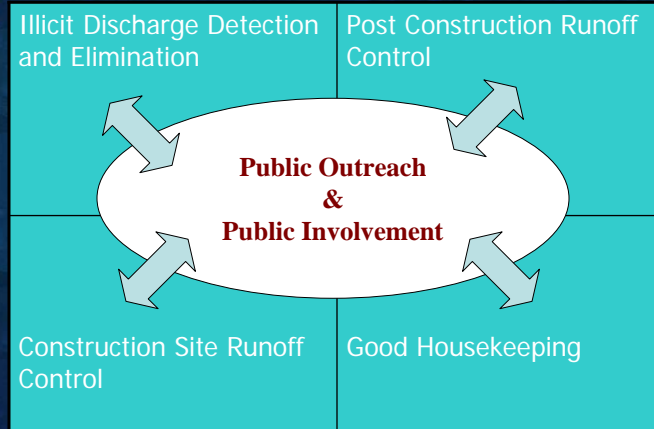 Illicit Discharge Detection
and Elimination
Post Construction Runoff
Control
Public Outreach
&
Public Involvement
Construction Site Runoff
Control
Good Housekeeping